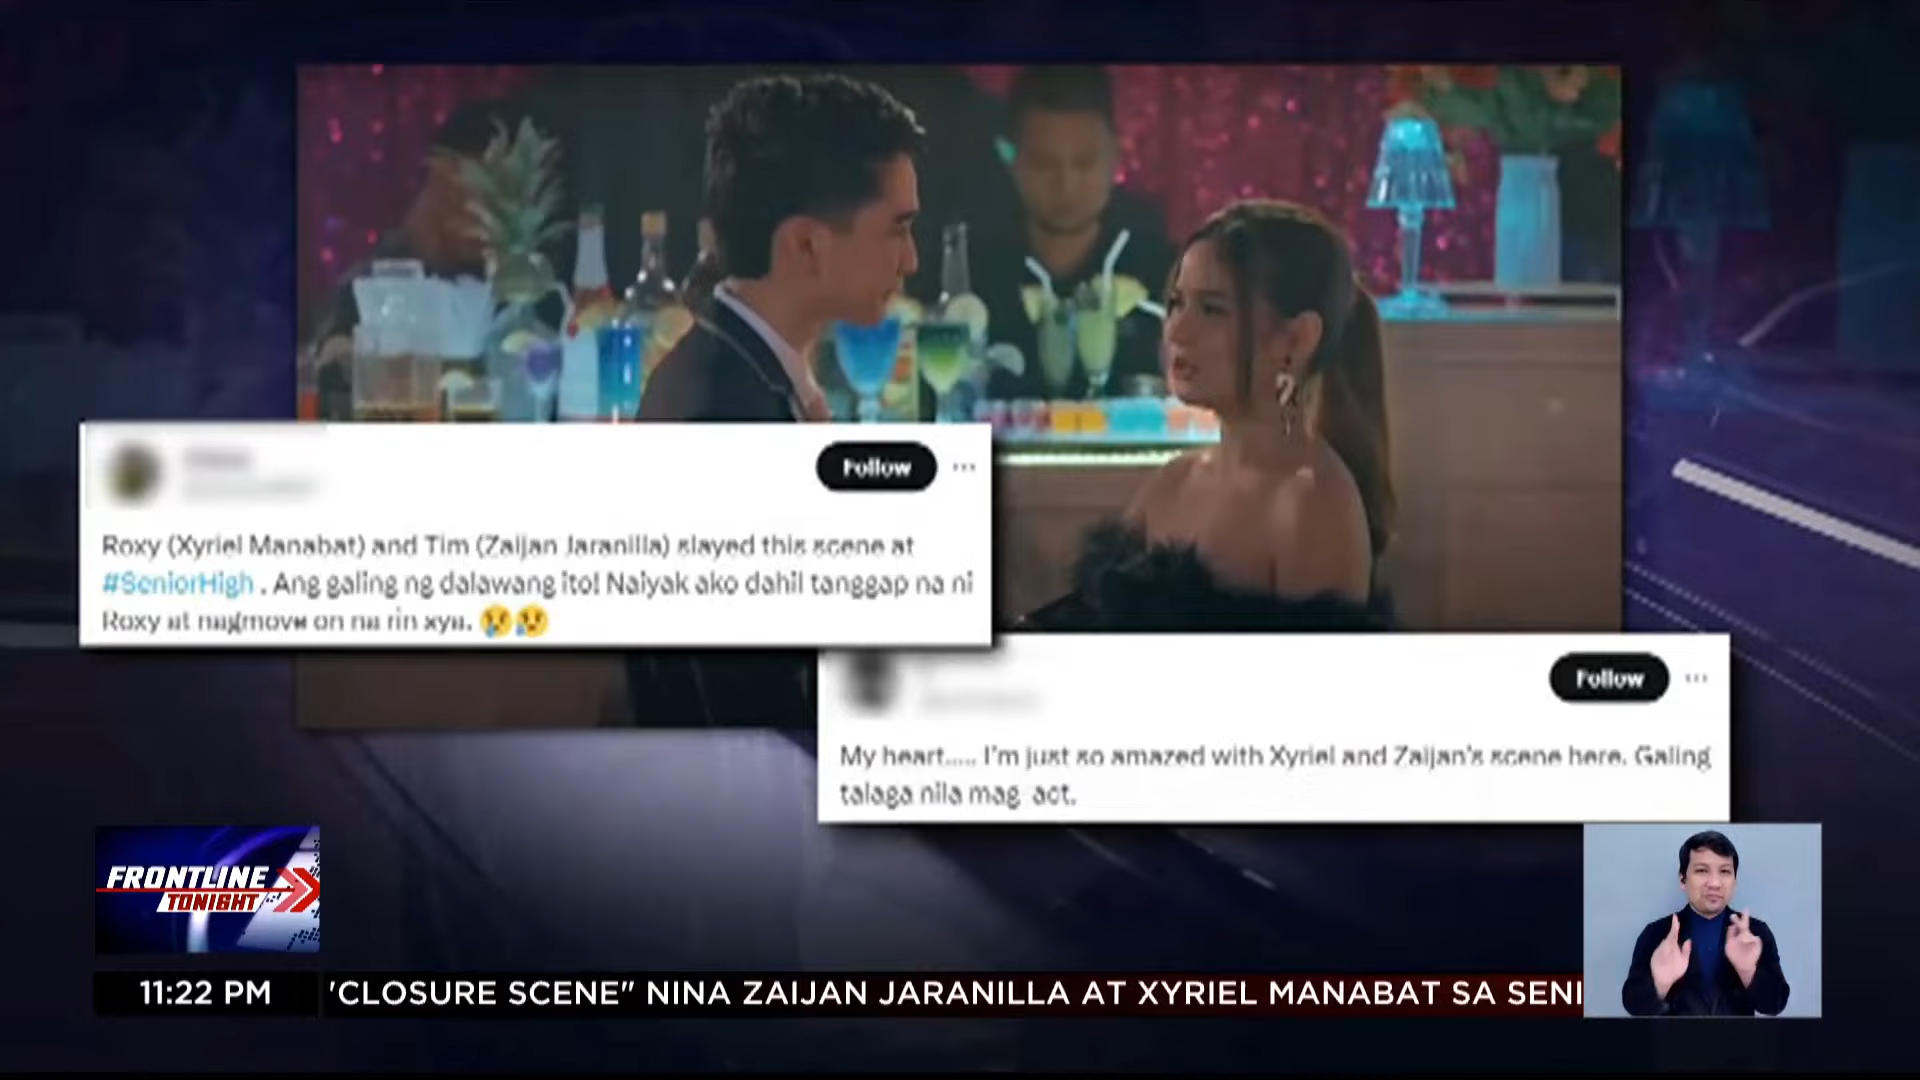 Follow
Roxy (Xyriel Manabat) and Tim (Zaijan Jaranilla) slayed this scene at
#SeniorHigh . Ang galing ng dalawang ito! Naiyak ako dahil tanggap na ni
Roxy at nagmove on na rin xya. 😢😢
Follow
My heart..... I'm just so amazed with Xyriel and Zaijan's scene here. Galing
talaga nila mag act.
FRONTLINE
TONIGHT
11:22 PM
'CLOSURE SCENE" NINA ZAIJAN JARANILLA AT XYRIEL MANABAT SA SENI